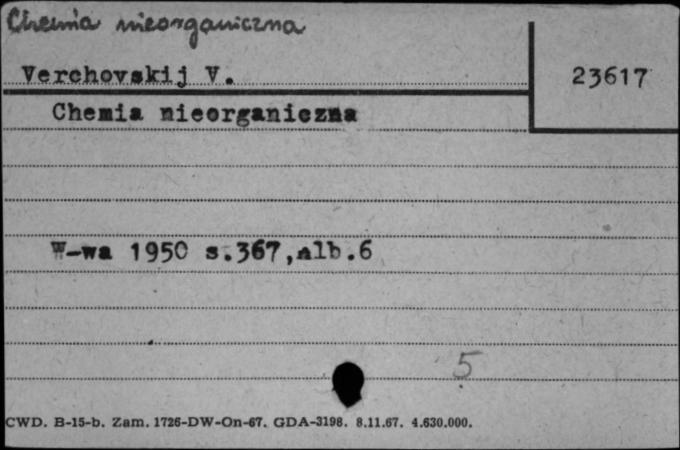 Chemia nieorganiczna
Verchovskij V.
23617
Chemia nieorganiczna
W-wa 1950 s.367,nlb.6
5
CWD. B-15-b. Zam. 1726-DW-On-67. GDA-3198. 8.11.67. 4.630.000.